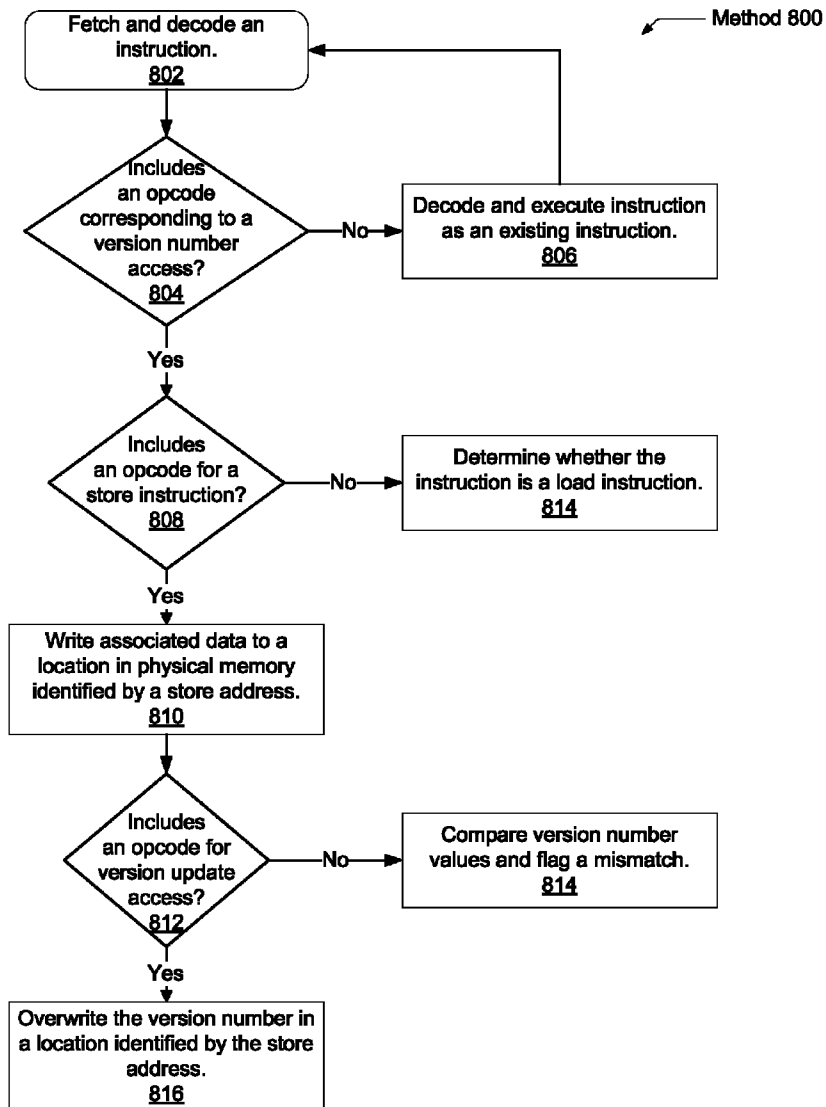 Method 800
Fetch and decode an
instruction.
802
Includes
an opcode
corresponding to a
version number
access?
804
No
Decode and execute instruction
as an existing instruction.
806
Yes
Includes
an opcode for a
store instruction?
808
No
Determine whether the
instruction is a load instruction.
814
Yes
Write associated data to a
location in physical memory
identified by a store address.
810
Includes
an opcode for
version update
access?
812
No
Compare version number
values and flag a mismatch.
814
Yes
Overwrite the version number in
a location identified by the store
address.
816